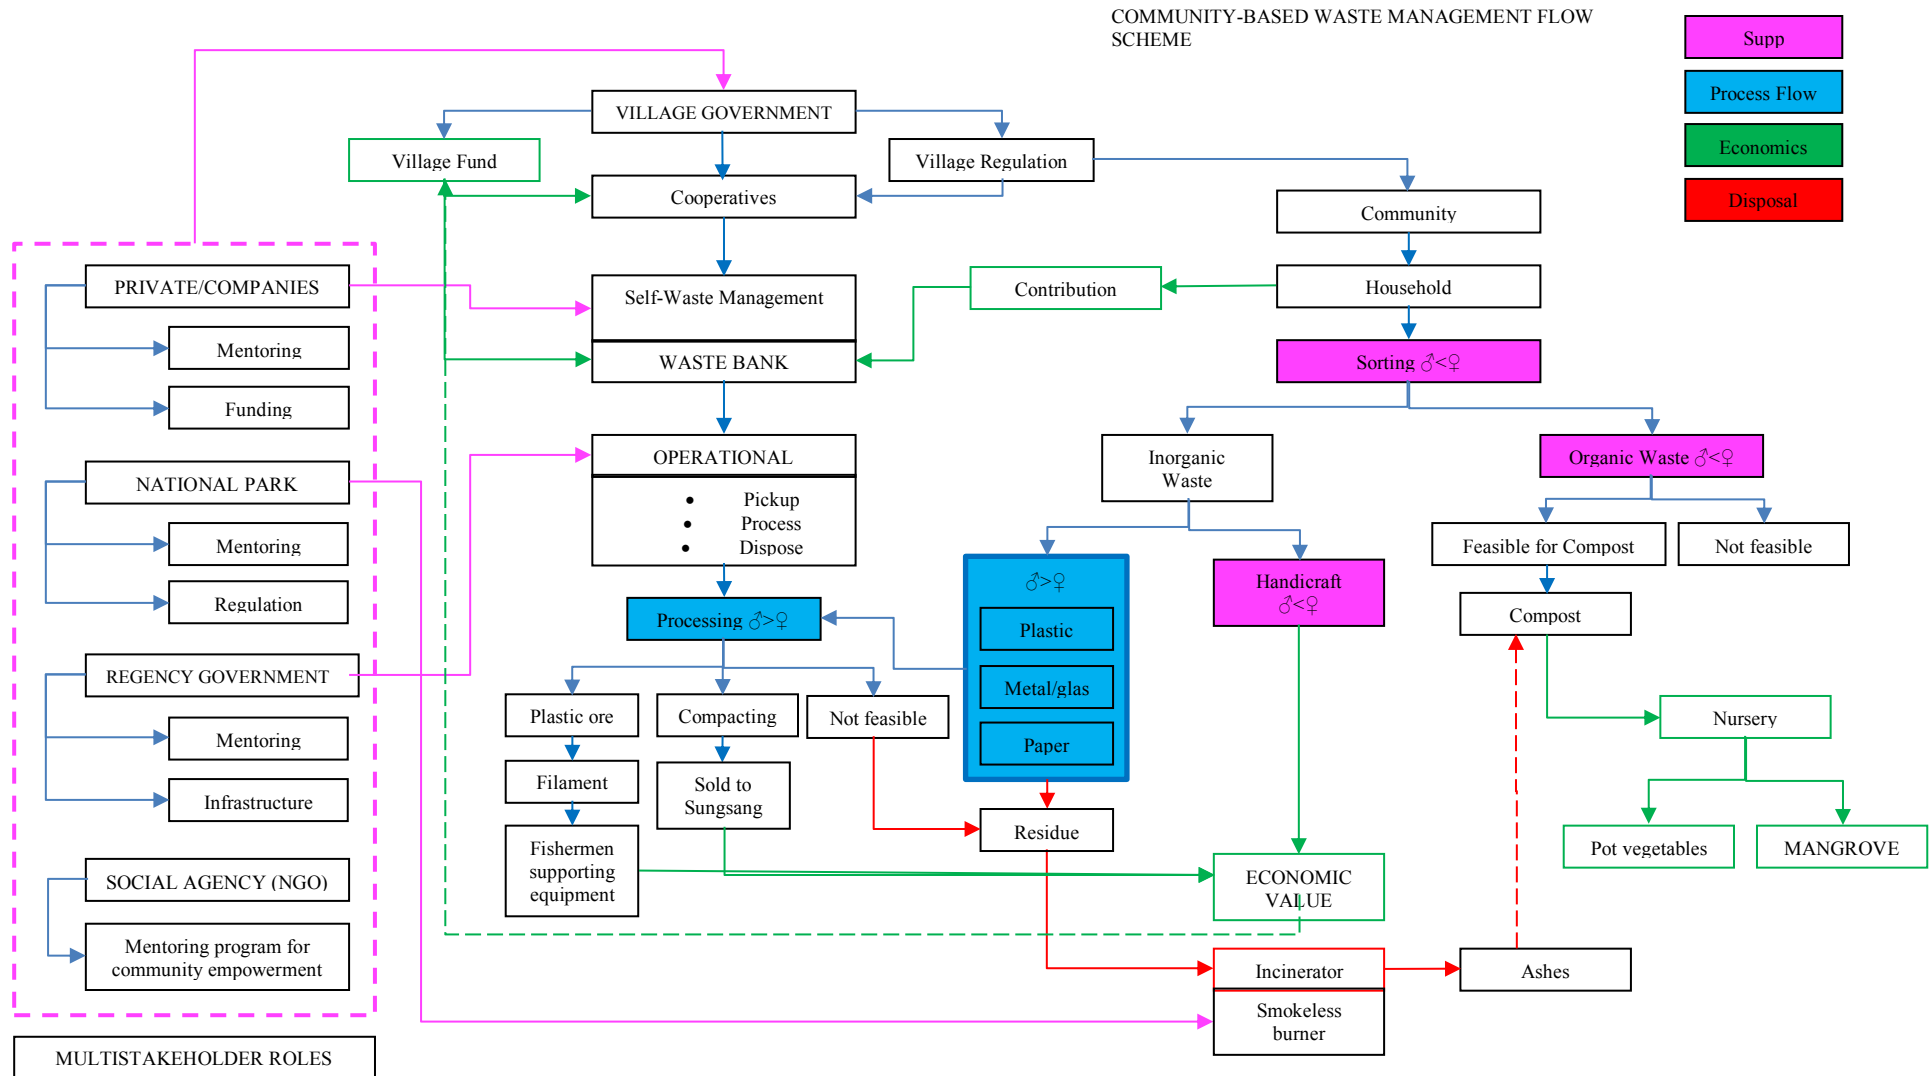 COMMUNITY-BASED WASTE MANAGEMENT FLOW
SCHEME
Supp
Process Flow
Economics
Disposal
VILLAGE GOVERNMENT
Village Fund
Village Regulation
Cooperatives
Community
Self-Waste Management
WASTE BANK
Contribution
Household
Sorting ♂<♀
PRIVATE/COMPANIES
Mentoring
Funding
NATIONAL PARK
Mentoring
Regulation
REGENCY GOVERNMENT
Mentoring
Infrastructure
SOCIAL AGENCY (NGO)
Mentoring program for
community empowerment
MULTISTAKEHOLDER ROLES
OPERATIONAL
• Pickup
• Process
• Dispose
Processing ♂>♀
Plastic ore
Compacting
Not feasible
Filament
Sold to
Sungsang
Fishermen
supporting
equipment
Inorganic
Waste
♂>♀
Plastic
Metal/glas
Paper
Handicraft
♂<♀
Residue
ECONOMIC
VALUE
Incinerator
Smokeless
burner
Organic Waste ♂<♀
Feasible for Compost
Not feasible
Compost
Nursery
Pot vegetables
MANGROVE
Ashes